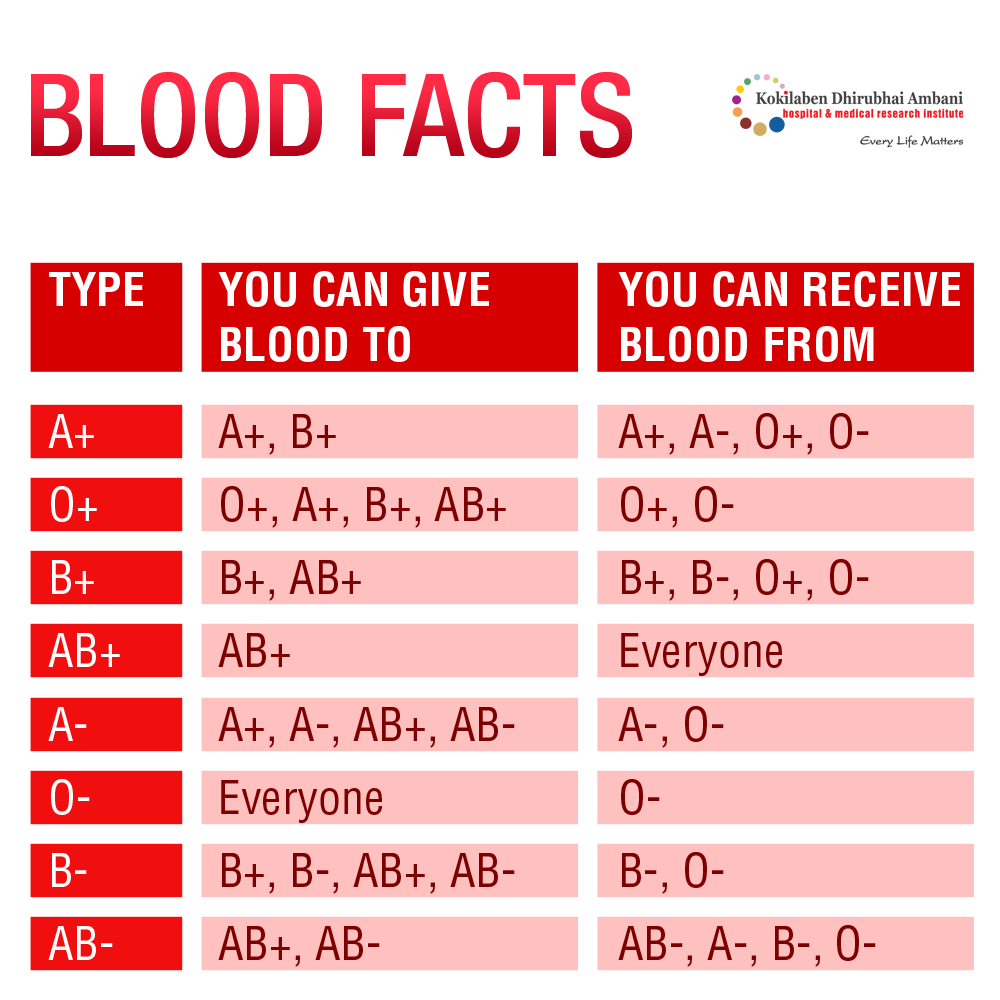 BLOOD FACTS
Kokilaben Dhirubhai Ambani
hospital & medical research institute
Every Life Matters
TYPE
YOU CAN GIVE
BLOOD TO
YOU CAN RECEIVE
BLOOD FROM
A+ A+, B+ A+, A-, O+, O-
O+ O+, A+, B+, AB+ O+, O-
B+ B+, AB+ B+, B-, O+, O-
AB+ AB+ Everyone
A- A+, A-, AB+, AB- A-, O-
O- Everyone O-
B- B+, B-, AB+, AB- B-, O-
AB- AB+, AB- AB-, A-, B-, O-